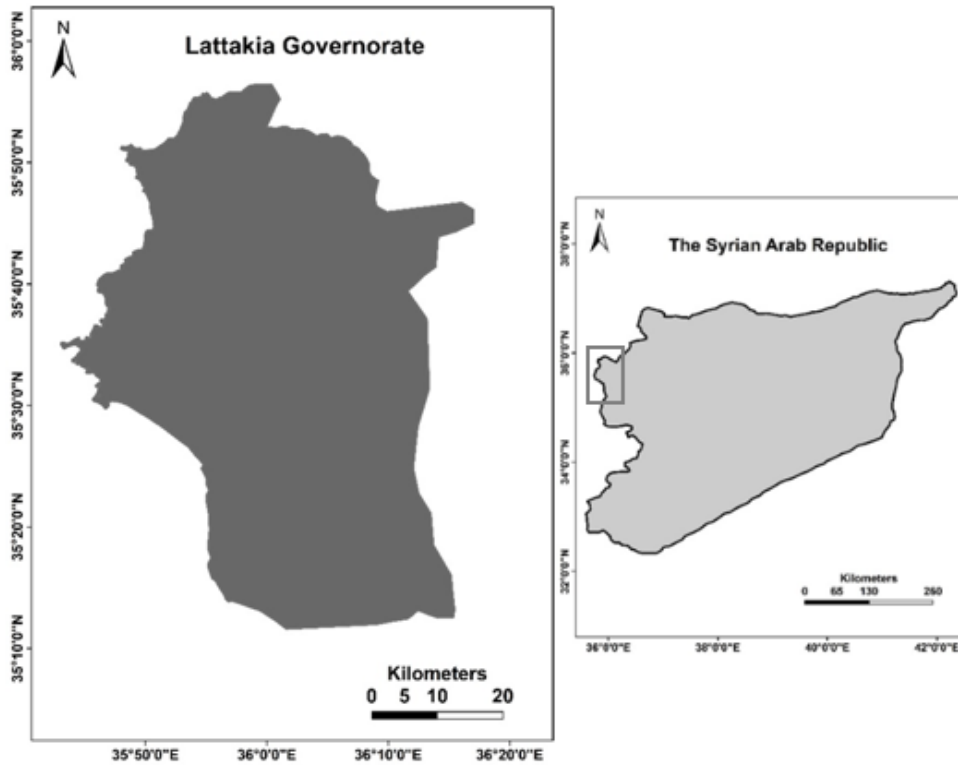 N
Lattakia Governorate
36°0'0"N
35°50'0"N
35°40'0"N
35°30'0"N
35°20'0"N
35°10'0"N
Kilometers
0 5 10 20
35°50'0"E 36°0'0"E 36°10'0"E 36°20'0"E
N
The Syrian Arab Republic
38°0'0"N
36°0'0"N
34°0'0"N
32°0'0"N
Kilometers
0 65 130 260
36°0'0"E 38°0'0"E 40°0'0"E 42°0'0"E